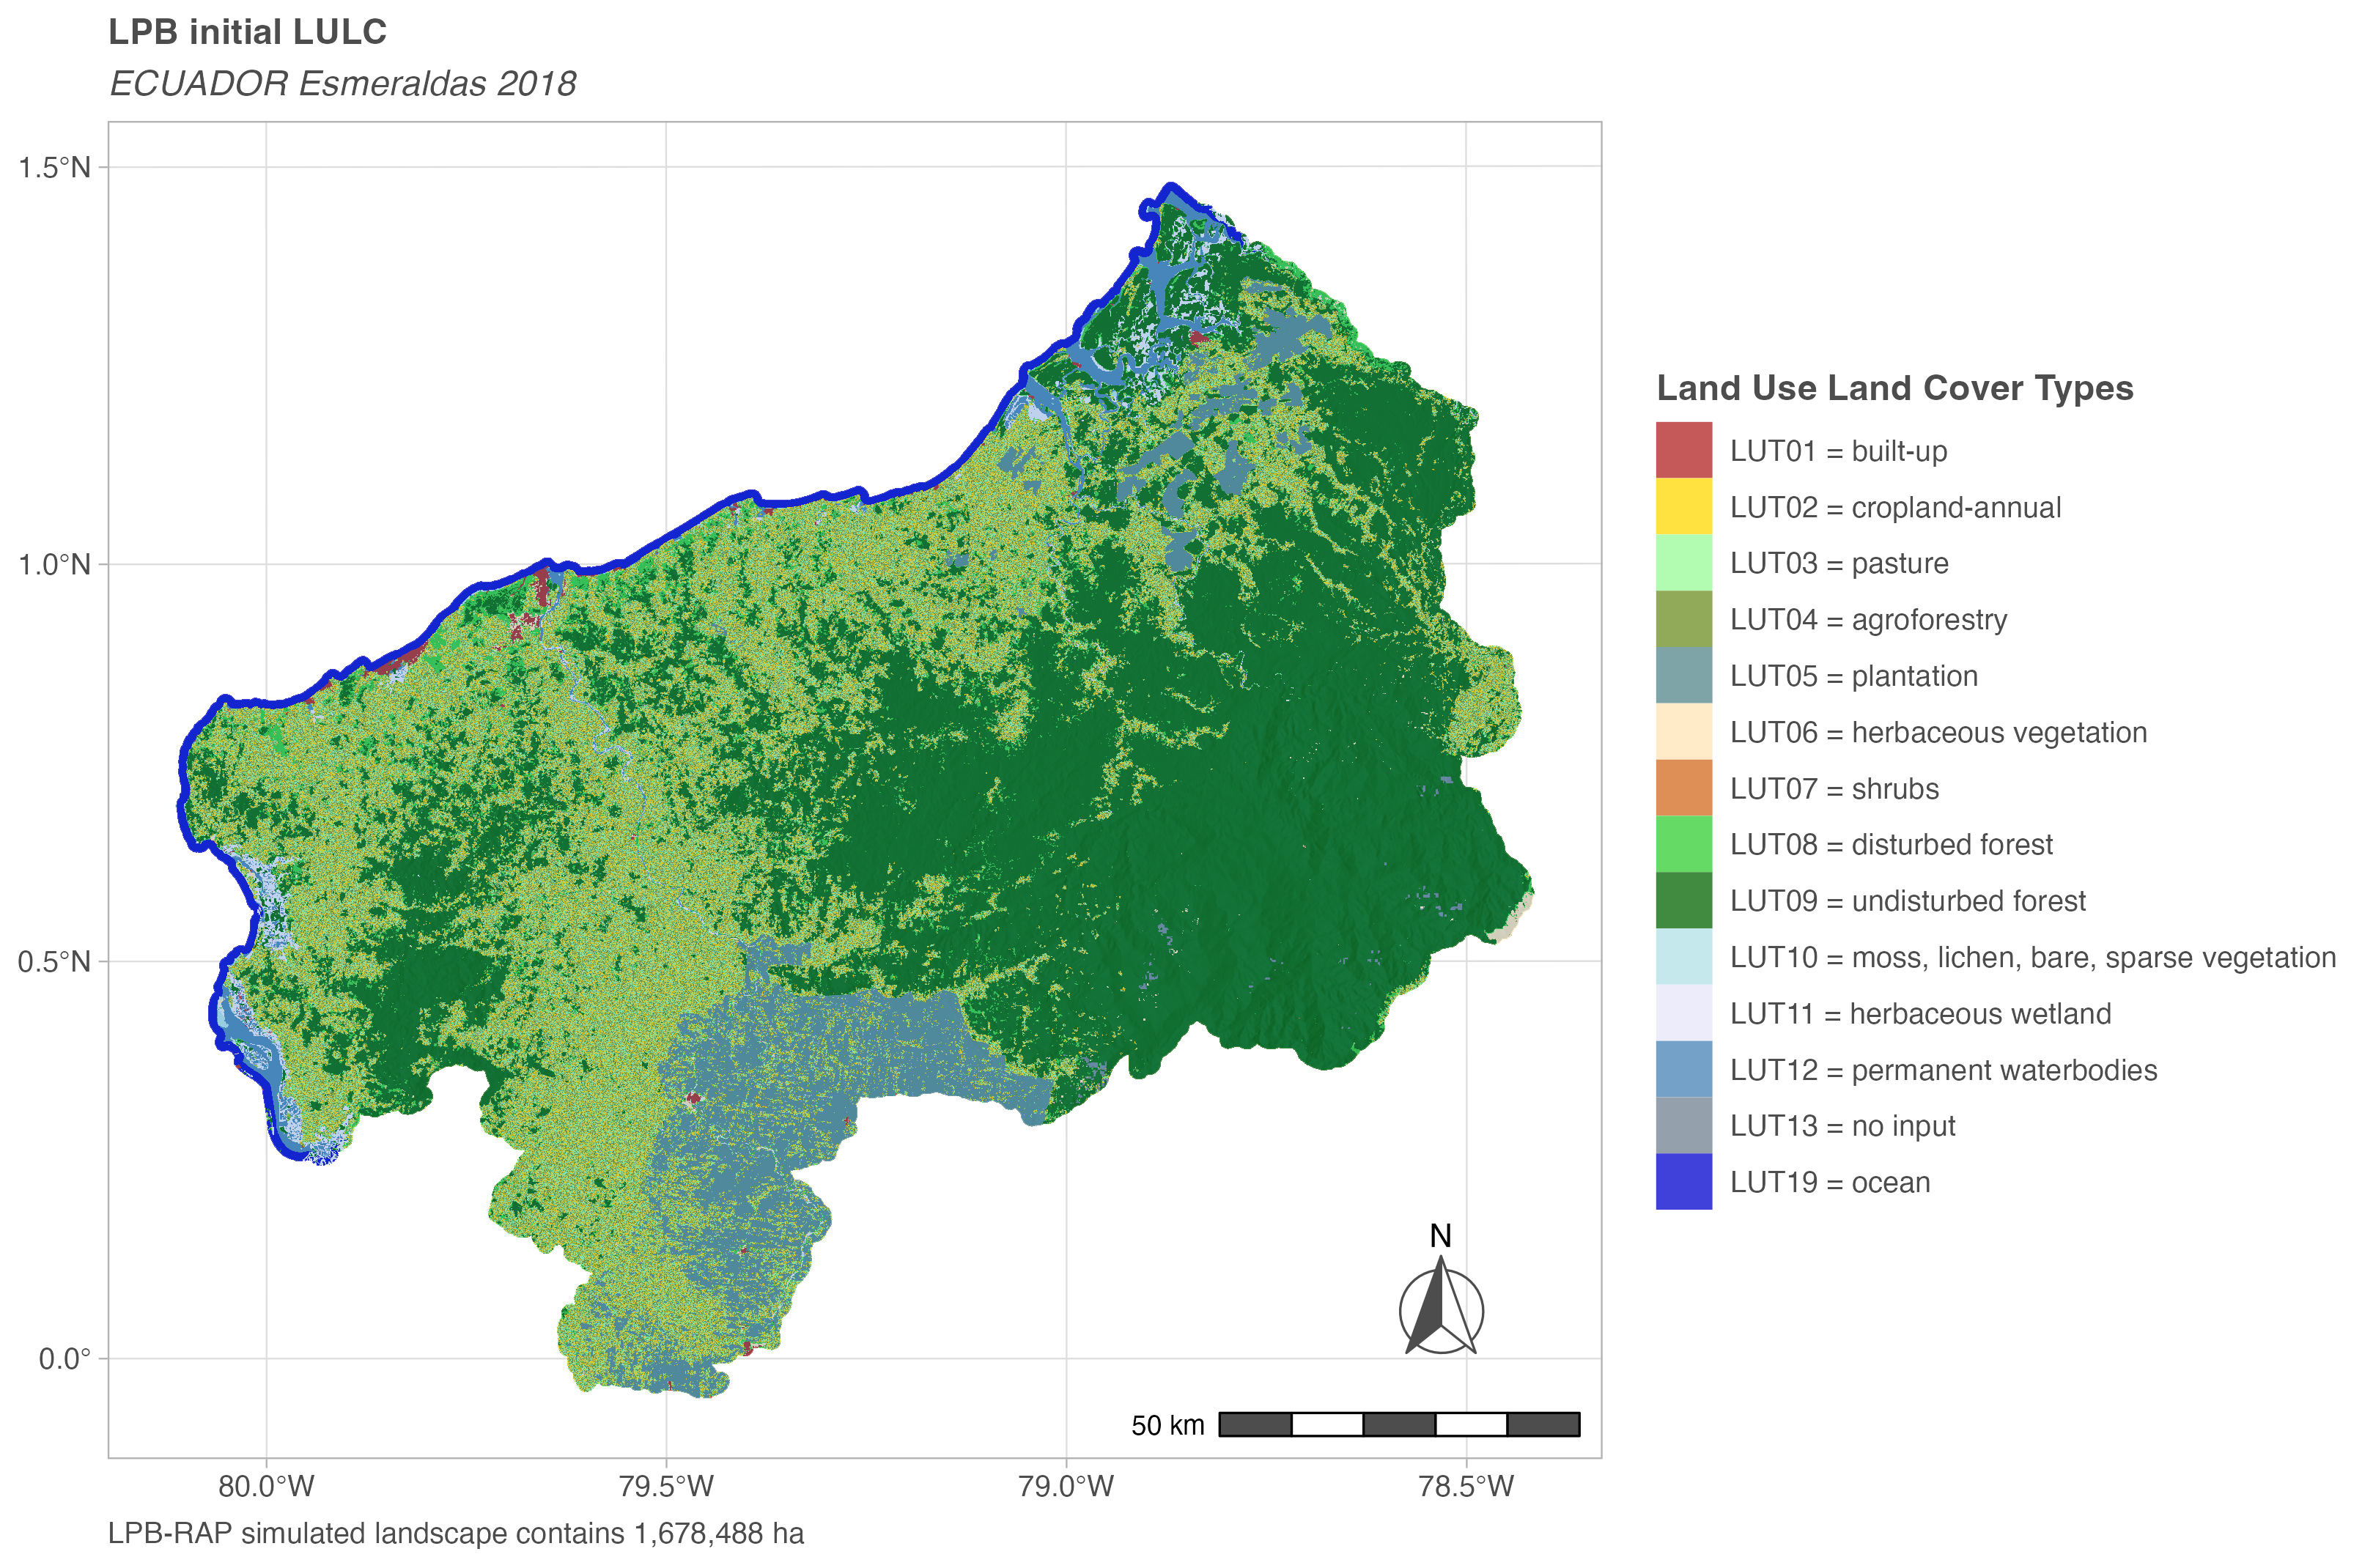 LPB initial LULC
ECUADOR Esmeraldas 2018
1.5°N
1.0°N
0.5°N
0.0°
80.0°W
79.5°W
79.0°W
78.5°W
N
50 km
Land Use Land Cover Types
LUT01 = built-up
LUT02 = cropland-annual
LUT03 = pasture
LUT04 = agroforestry
LUT05 = plantation
LUT06 = herbaceous vegetation
LUT07 = shrubs
LUT08 = disturbed forest
LUT09 = undisturbed forest
LUT10 = moss, lichen, bare, sparse vegetation
LUT11 = herbaceous wetland
LUT12 = permanent waterbodies
LUT13 = no input
LUT19 = ocean
LPB-RAP simulated landscape contains 1,678,488 ha